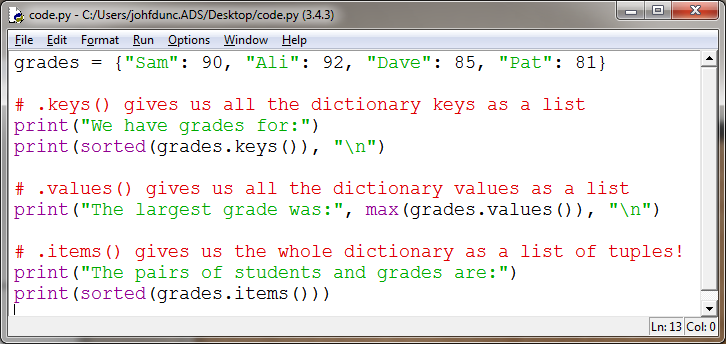 code.py - C:/Users/johfdunc.ADS/Desktop/code.py (3.4.3)
File Edit Format Run Options Window Help
grades = {"Sam": 90, "Ali": 92, "Dave": 85, "Pat": 81}
# .keys() gives us all the dictionary keys as a list
print("We have grades for:")
print(sorted(grades.keys()), "\n")
# .values() gives us all the dictionary values as a list
print("The largest grade was:", max(grades.values()), "\n")
# .items() gives us the whole dictionary as a list of tuples!
print("The pairs of students and grades are:")
print(sorted(grades.items()))
Ln: 13 Col: 0